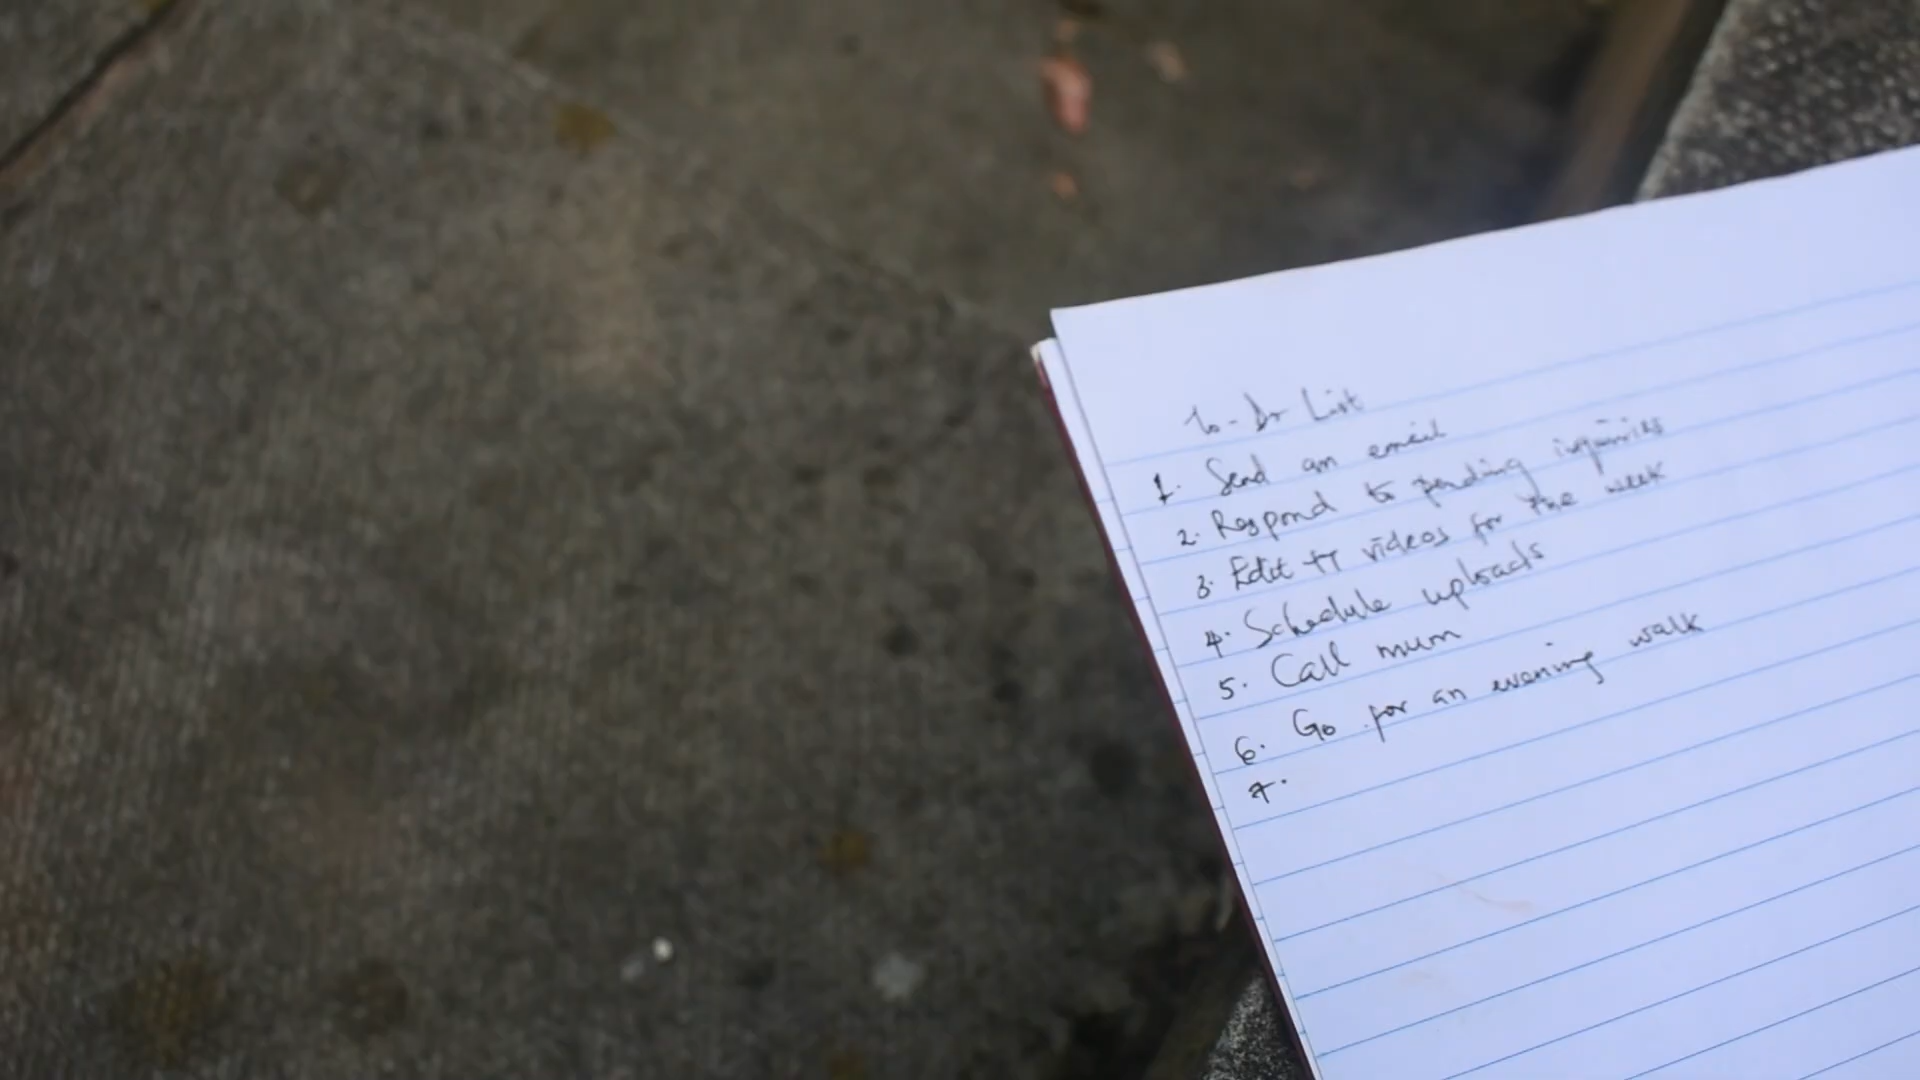 To-Do List
1. Send an email
2. Respond to pending inquiries
3. Edit YT videos for the week
4. Schedule uploads
5. Call mum
6. Go for an evening walk
7.